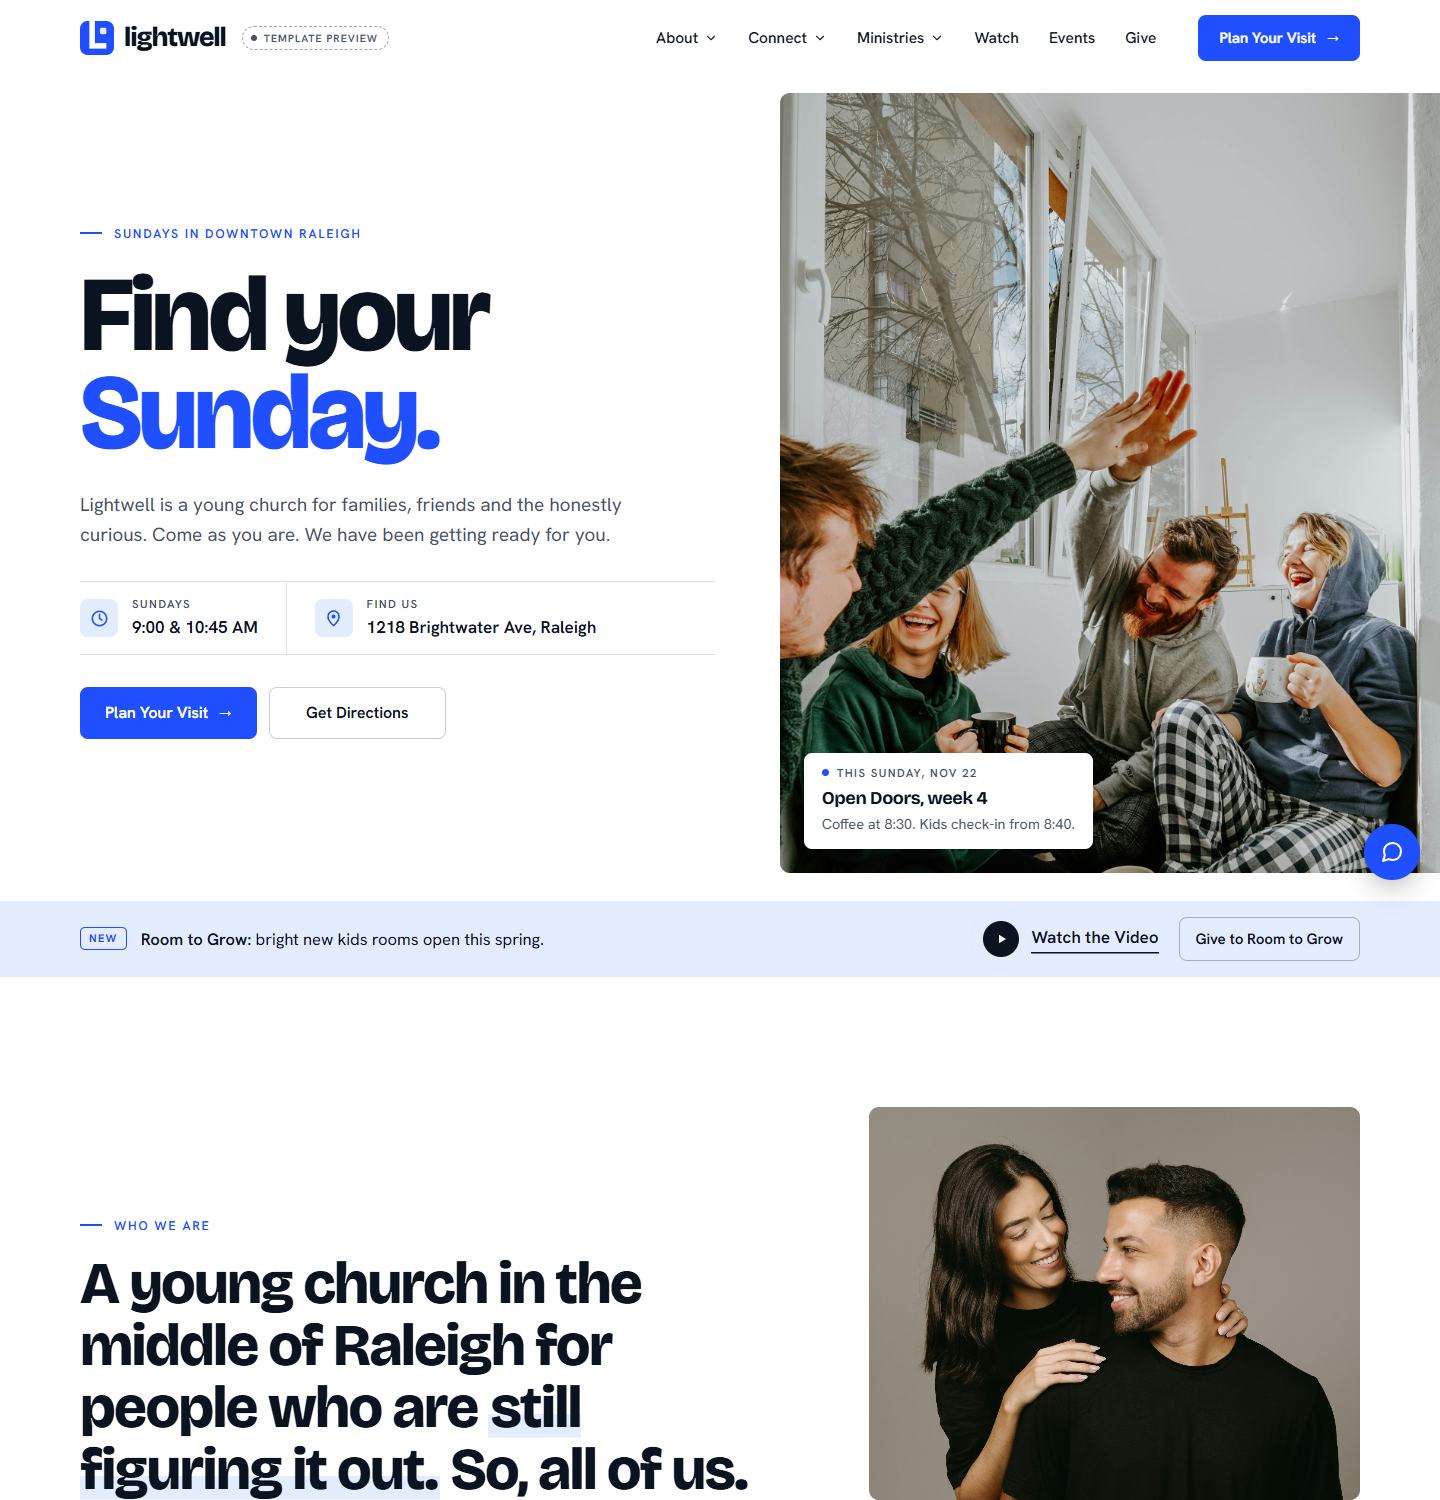 lightwell
TEMPLATE PREVIEW
About
Connect
Ministries
Watch
Events
Give
Plan Your Visit →
SUNDAYS IN DOWNTOWN RALEIGH
Find your
Sunday.
Lightwell is a young church for families, friends and the honestly
curious. Come as you are. We have been getting ready for you.
SUNDAYS
9:00 & 10:45 AM
FIND US
1218 Brightwater Ave, Raleigh
Plan Your Visit →
Get Directions
THIS SUNDAY, NOV 22
Open Doors, week 4
Coffee at 8:30. Kids check-in from 8:40.
NEW
Room to Grow: bright new kids rooms open this spring.
Watch the Video
Give to Room to Grow
WHO WE ARE
A young church in the
middle of Raleigh for
people who are still
figuring it out. So, all of us.